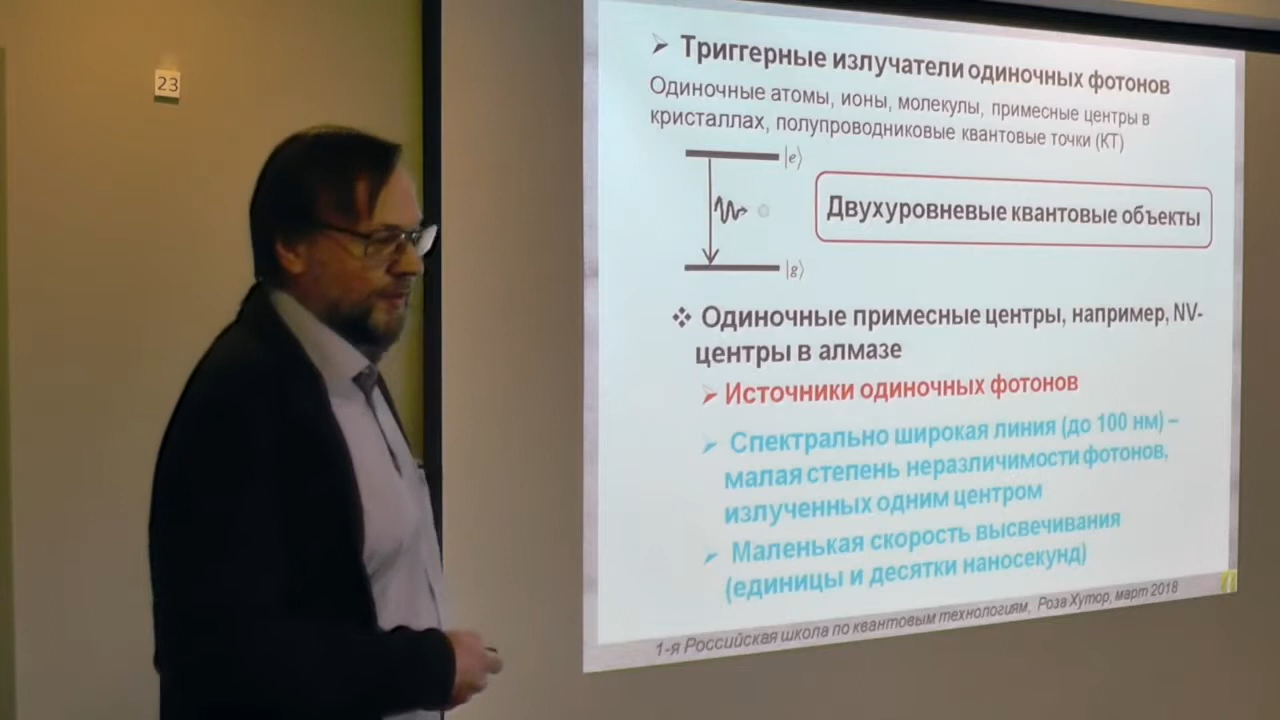 23
Триггерные излучатели одиночных фотонов
Одиночные атомы, ионы, молекулы, примесные центры в
кристаллах, полупроводниковые квантовые точки (КТ)
|e⟩
Двухуровневые квантовые объекты
|g⟩
Одиночные примесные центры, например, NV-
центры в алмазе
Источники одиночных фотонов
Спектрально широкая линия (до 100 нм) –
малая степень неразличимости фотонов,
излученных одним центром
Маленькая скорость высвечивания
(единицы и десятки наносекунд)
1-я Российская школа по квантовым технологиям, Роза Хутор, март 2018